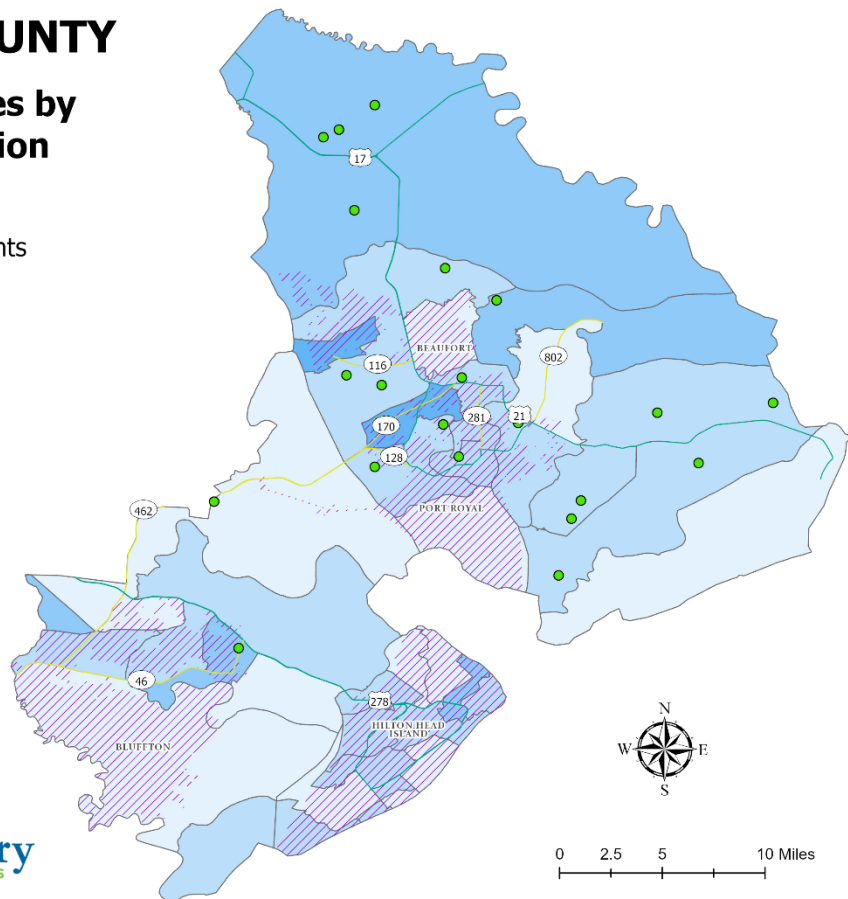 OUNTY
es by
ion
nts
17
BEAUFORT
802
116
281
21
170
128
462
PORT ROYAL
46
278
HILTON HEAD
ISLAND
BLUFFTON
N
W E
S
ry
s
0 2.5 5 10 Miles